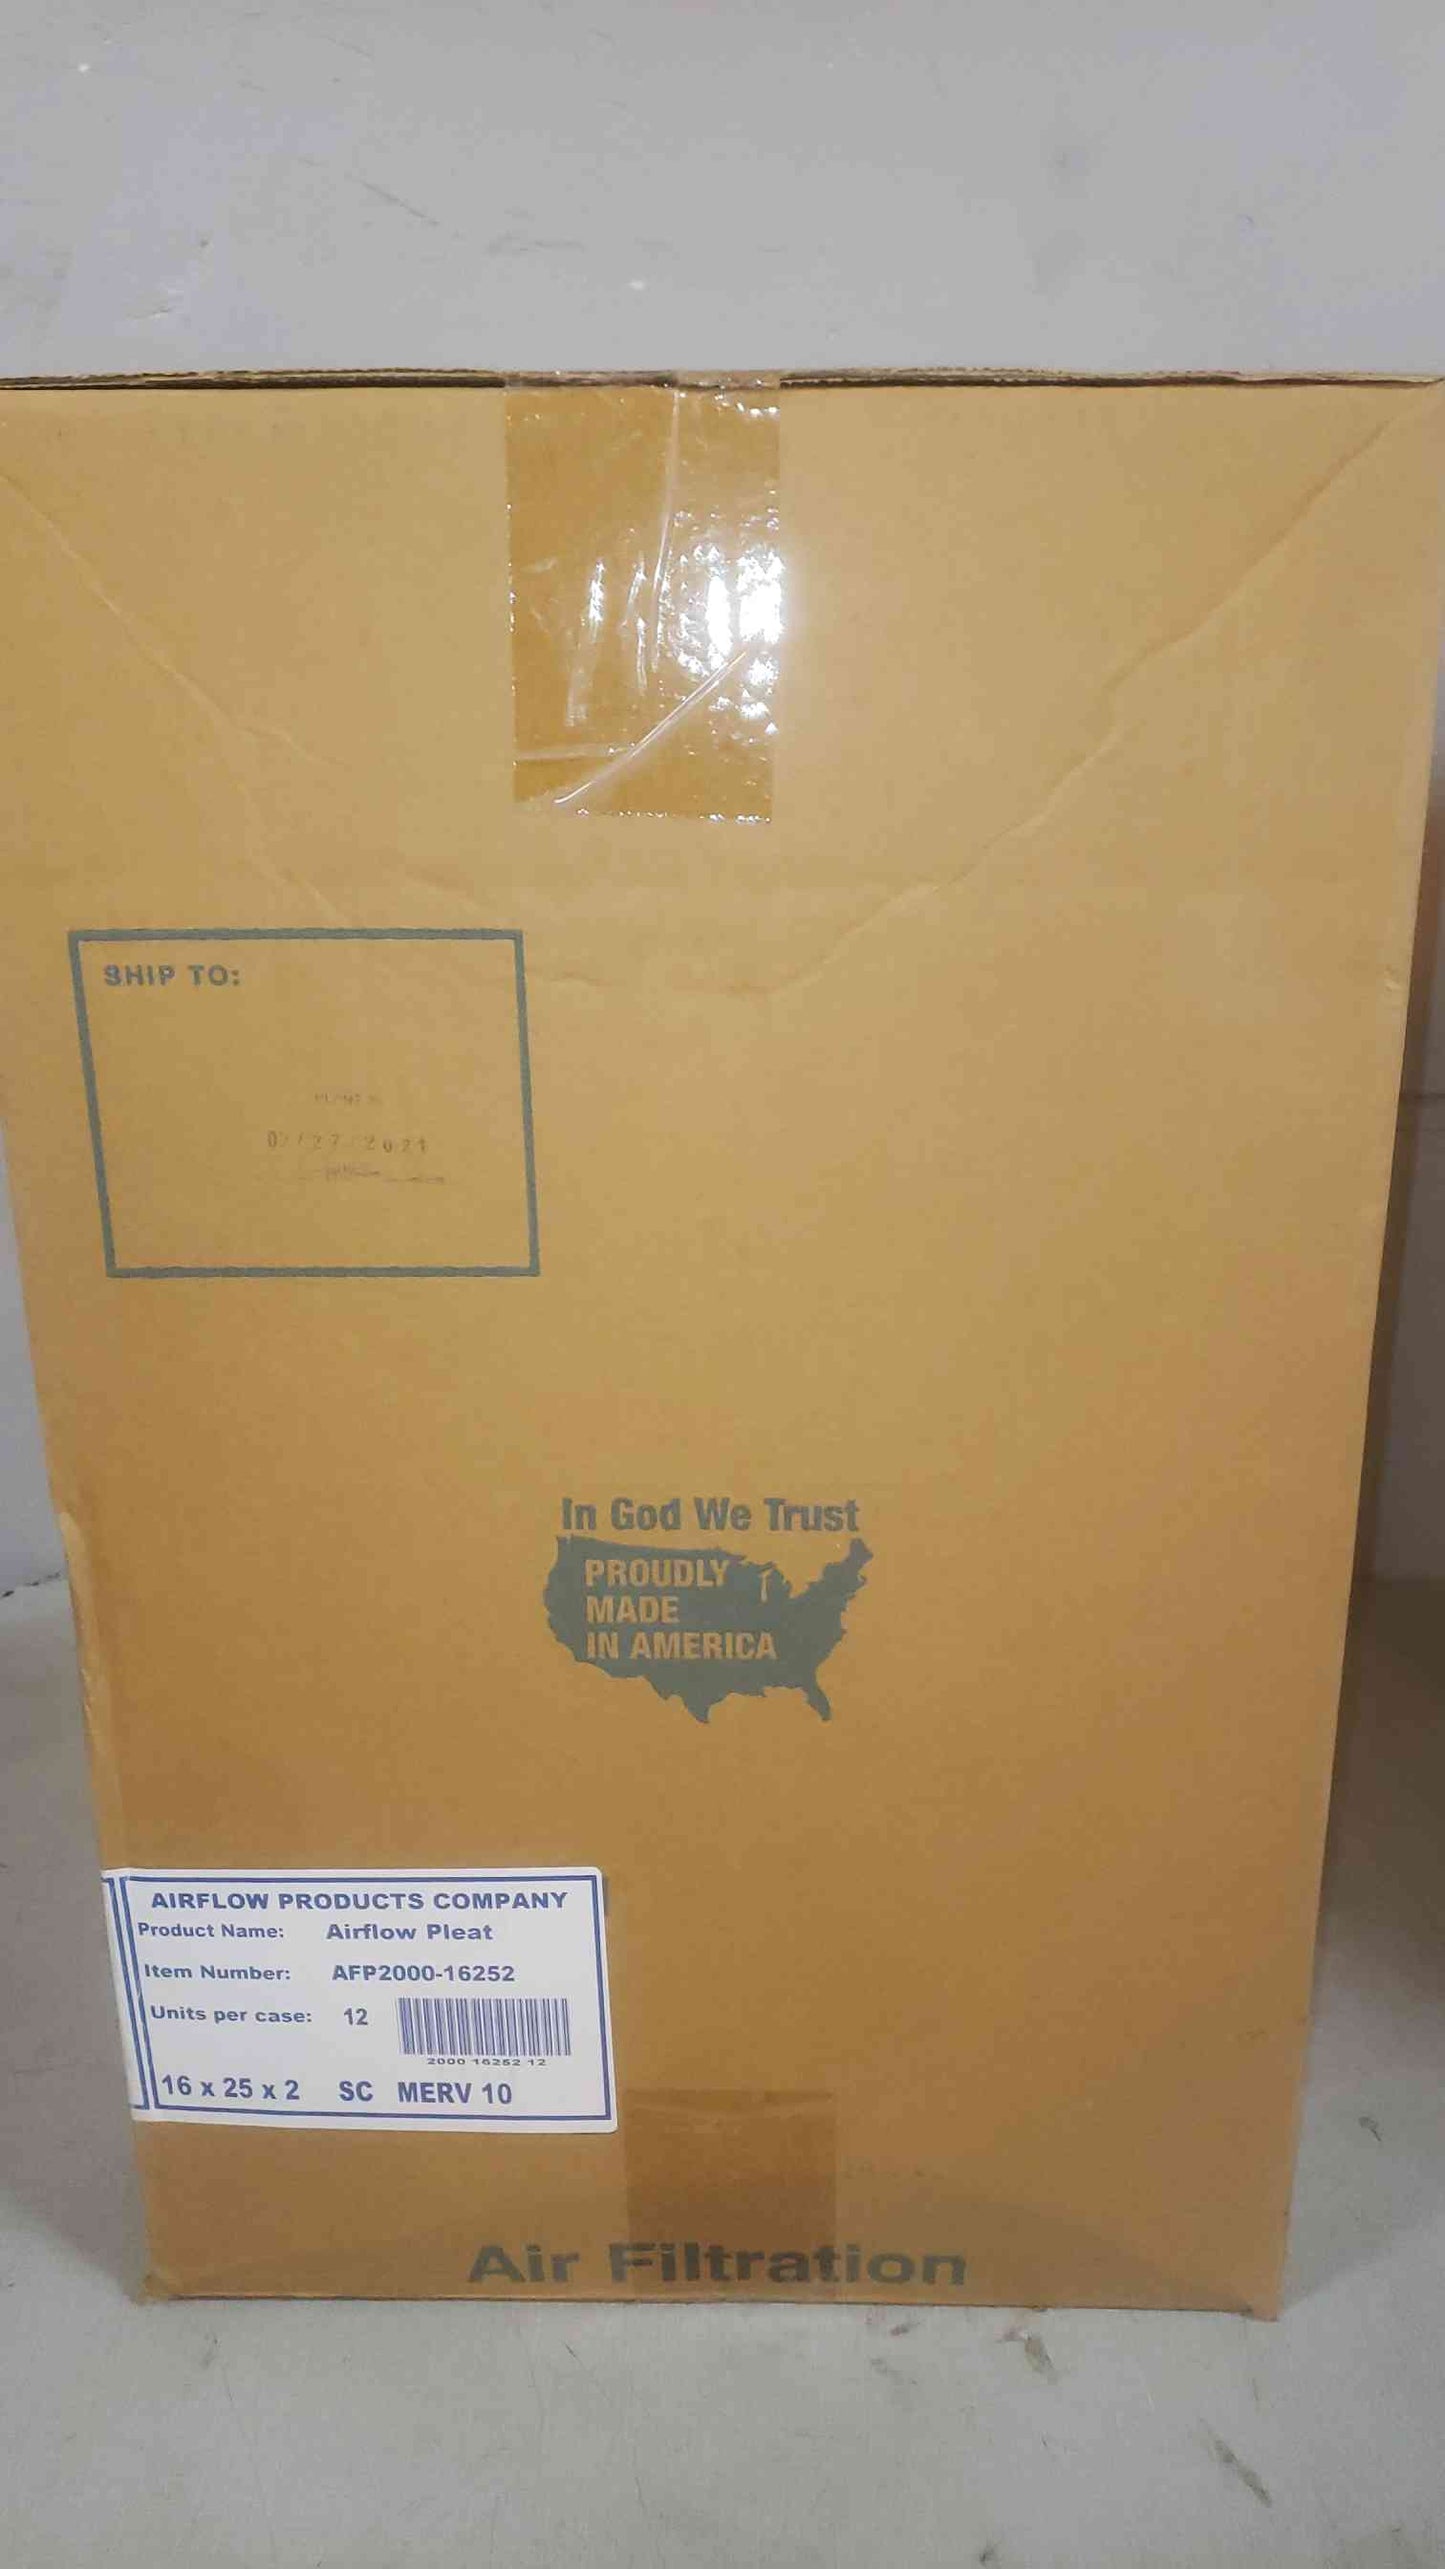 SHIP TO:
In God We Trust
PROUDLY
MADE
IN AMERICA
AIRFLOW PRODUCTS COMPANY
Product Name: Airflow Pleat
Item Number: AFP2000-16252
Units per case: 12
2000 16252 12
16 x 25 x 2 SC MERV 10
Air Filtration